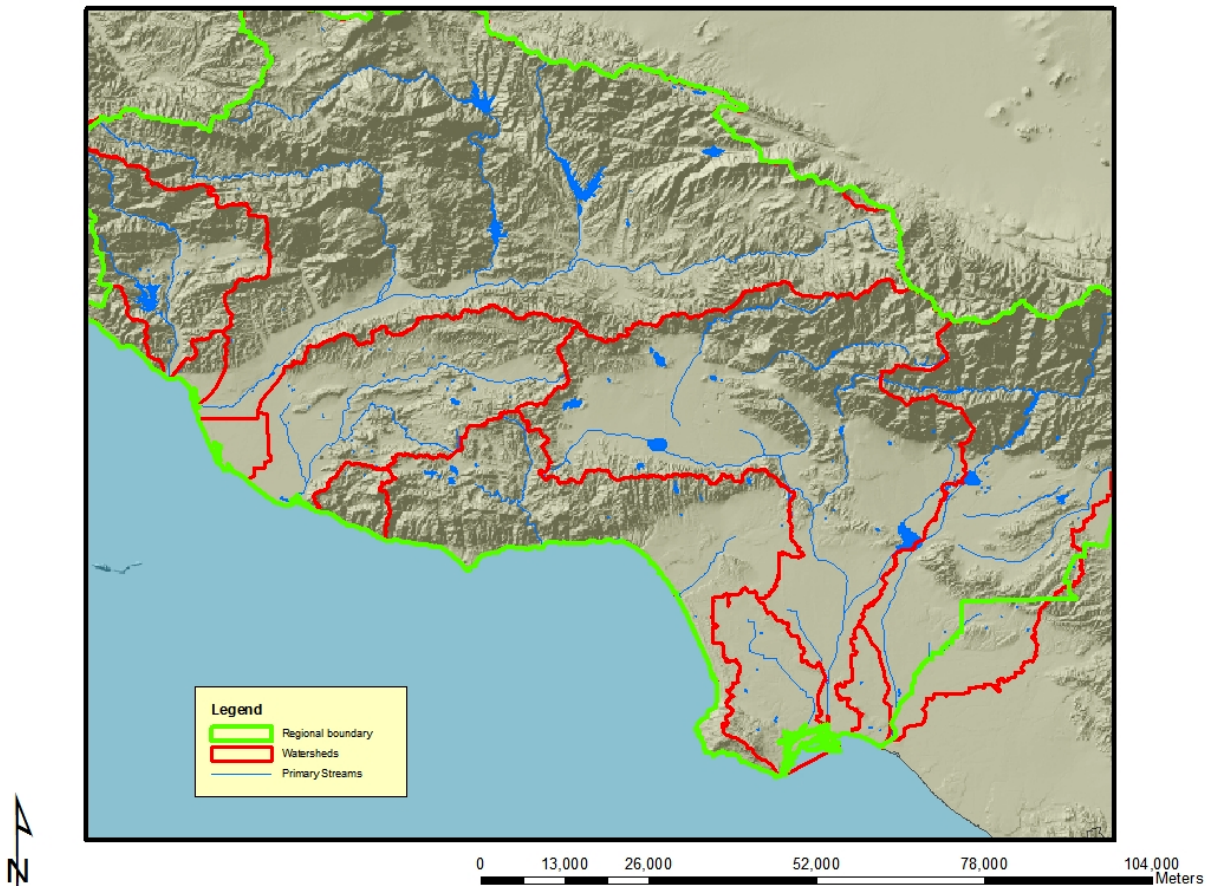 Legend
Regional boundary
Watersheds
Primary Streams
N
0 13,000 26,000 52,000 78,000 104,000
Meters